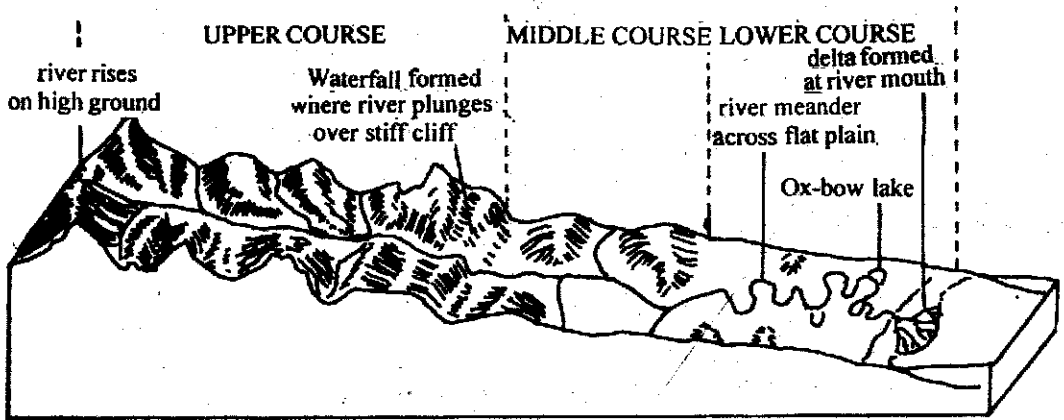 UPPER COURSE
MIDDLE COURSE
LOWER COURSE
river rises
on high ground
Waterfall formed
where river plunges
over stiff cliff
delta formed
at river mouth
river meander
across flat plain
Ox-bow lake